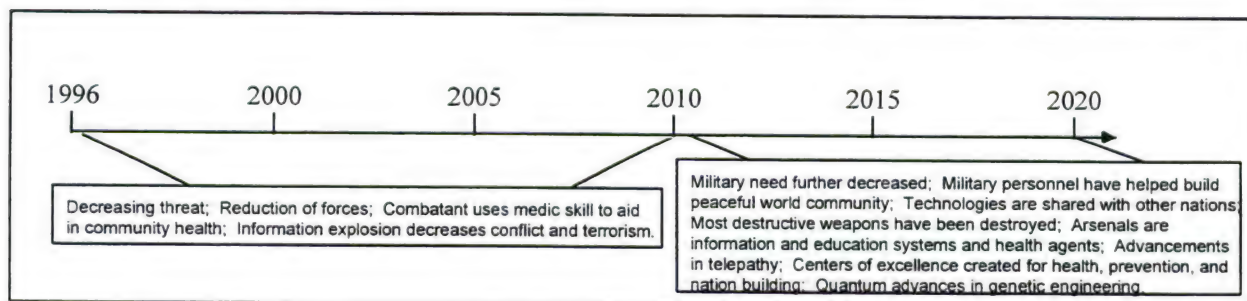 1996 2000 2005 2010 2015 2020
Decreasing threat; Reduction of forces; Combatant uses medic skill to aid
in community health; Information explosion decreases conflict and terrorism.
Military need further decreased; Military personnel have helped build
peaceful world community; Technologies are shared with other nations;
Most destructive weapons have been destroyed; Arsenals are
information and education systems and health agents; Advancements
in telepathy; Centers of excellence created for health, prevention, and
nation building; Quantum advances in genetic engineering.